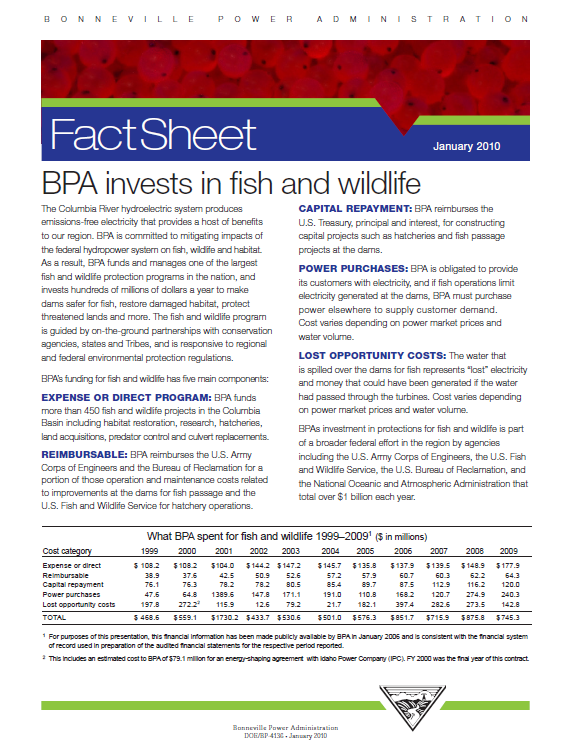 BONNEVILLE POWER ADMINISTRATION
FactSheet
January 2010
BPA invests in fish and wildlife
The Columbia River hydroelectric system produces
emissions-free electricity that provides a host of benefits
to our region. BPA is committed to mitigating impacts of
the federal hydropower system on fish, wildlife and habitat.
As a result, BPA funds and manages one of the largest
fish and wildlife protection programs in the nation, and
invests hundreds of millions of dollars a year to make
dams safer for fish, restore damaged habitat, protect
threatened lands and more. The fish and wildlife program
is guided by on-the-ground partnerships with conservation
agencies, states and Tribes, and is responsive to regional
and federal environmental protection regulations.
BPA's funding for fish and wildlife has five main components:
EXPENSE OR DIRECT PROGRAM: BPA funds
more than 450 fish and wildlife projects in the Columbia
Basin including habitat restoration, research, hatcheries,
land acquisitions, predator control and culvert replacements.
REIMBURSABLE: BPA reimburses the U.S. Army
Corps of Engineers and the Bureau of Reclamation for a
portion of those operation and maintenance costs related
to improvements at the dams for fish passage and the
U.S. Fish and Wildlife Service for hatchery operations.
CAPITAL REPAYMENT: BPA reimburses the
U.S. Treasury, principal and interest, for constructing
capital projects such as hatcheries and fish passage
projects at the dams.
POWER PURCHASES: BPA is obligated to provide
its customers with electricity, and if fish operations limit
electricity generated at the dams, BPA must purchase
power elsewhere to supply customer demand.
Cost varies depending on power market prices and
water volume.
LOST OPPORTUNITY COSTS: The water that
is spilled over the dams for fish represents "lost" electricity
and money that could have been generated if the water
had passed through the turbines. Cost varies depending
on power market prices and water volume.
BPAs investment in protections for fish and wildlife is part
of a broader federal effort in the region by agencies
including the U.S. Army Corps of Engineers, the U.S. Fish
and Wildlife Service, the U.S. Bureau of Reclamation, and
the National Oceanic and Atmospheric Administration that
total over $1 billion each year.
What BPA spent for fish and wildlife 1999–2009¹ ($ in millions)
Cost category 1999 2000 2001 2002 2003 2004 2005 2006 2007 2008 2009
Expense or direct $ 108.2 $108.2 $104.0 $144.2 $147.2 $145.7 $135.8 $137.9 $139.5 $148.9 $177.9
Reimbursable 38.9 37.6 42.5 50.9 52.6 57.2 57.9 60.7 60.3 62.2 64.3
Capital repayment 76.1 76.3 78.2 78.2 80.5 85.4 89.7 87.5 112.9 116.2 120.0
Power purchases 47.6 64.8 1389.6 147.8 171.1 191.0 110.8 168.2 120.7 274.9 240.3
Lost opportunity costs 197.8 272.2² 115.9 12.6 79.2 21.7 182.1 397.4 282.6 273.5 142.8
TOTAL $ 468.6 $559.1 $1730.2 $433.7 $530.6 $501.0 $576.3 $851.7 $715.9 $875.8 $745.3
¹ For purposes of this presentation, this financial information has been made publicly available by BPA in January 2006 and is consistent with the financial system
of record used in preparation of the audited financial statements for the respective period reported.
² This includes an estimated cost to BPA of $79.1 million for an energy-shaping agreement with Idaho Power Company (IPC). FY 2000 was the final year of this contract.
Bonneville Power Administration
DOE/BP-4136 • January 2010